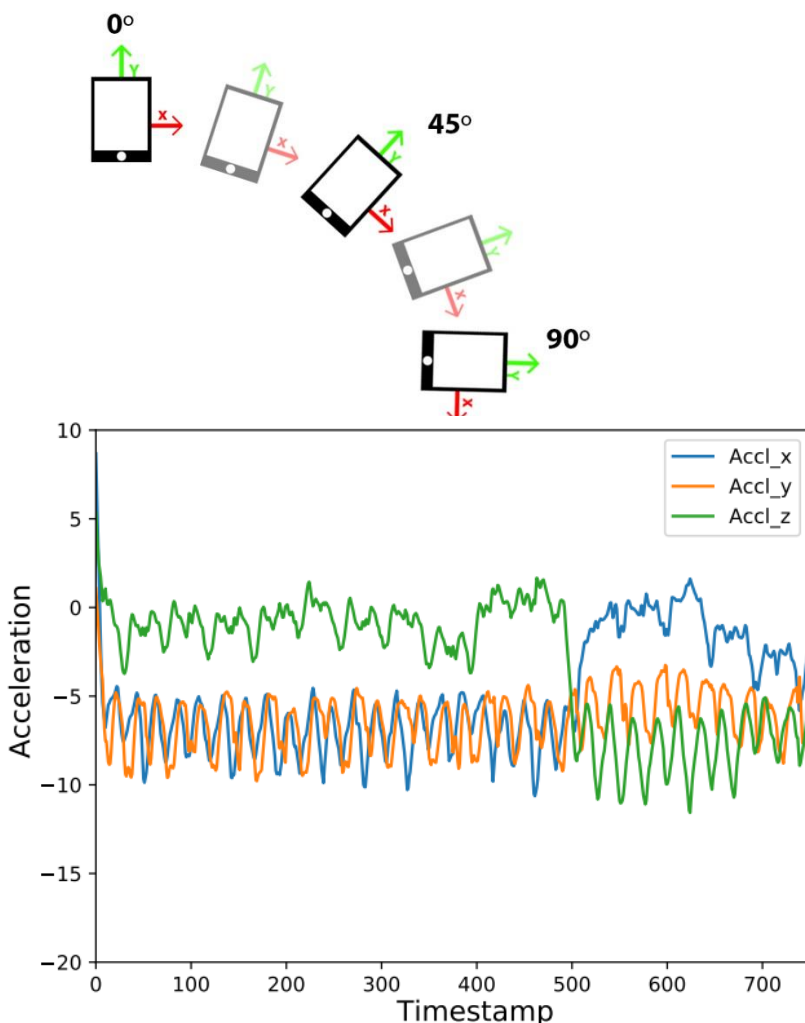 0°
Y
X
Y
X
45°
Y
X
Y
X
90°
Y
X
10
5
0
−5
−10
−15
−20
Acceleration
Accl_x
Accl_y
Accl_z
0 100 200 300 400 500 600 700
Timestamp